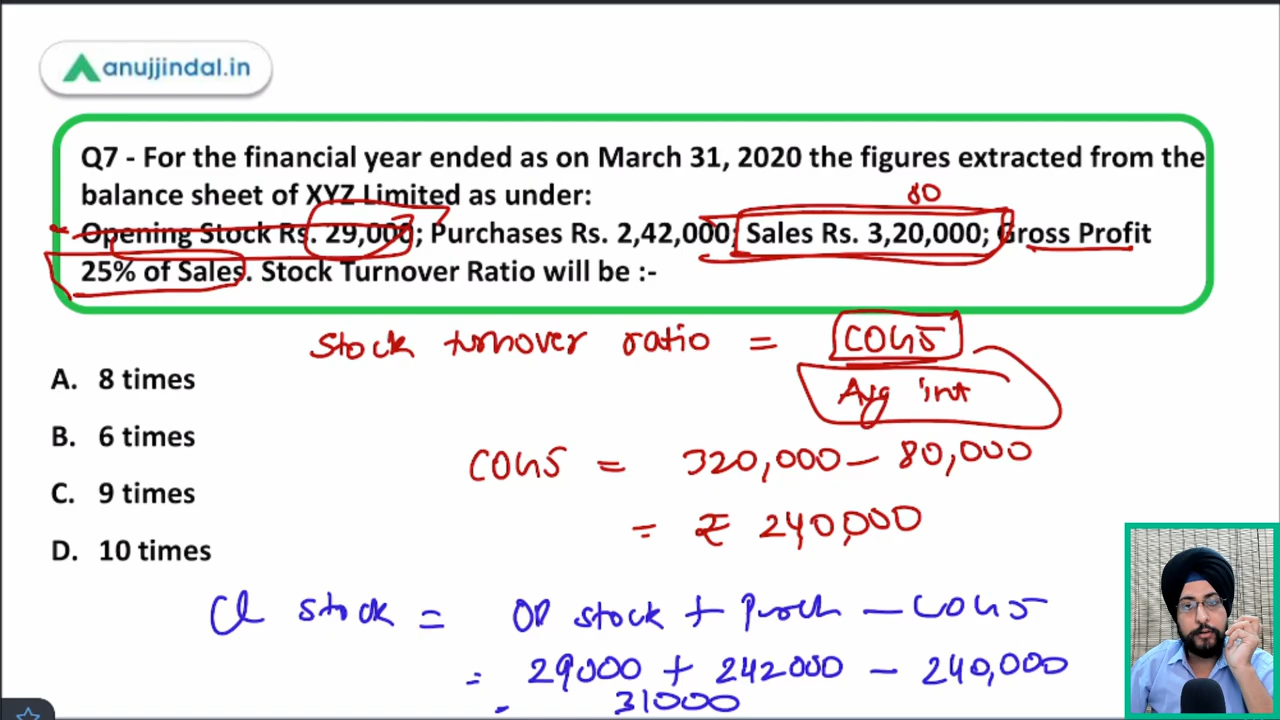 anujjindal.in
Q7 - For the financial year ended as on March 31, 2020 the figures extracted from the
balance sheet of XYZ Limited as under:
80
Opening Stock Rs. 29,000; Purchases Rs. 2,42,000; Sales Rs. 3,20,000; Gross Profit
25% of Sales. Stock Turnover Ratio will be :-
Stock turnover ratio = COGS
Avg int
A. 8 times
B. 6 times
C. 9 times
D. 10 times
COGS = 320,000 – 80,000
= ₹ 240,000
Cl stock = OP stock + Purch – COGS
= 29000 + 242000 – 240,000
= 31000